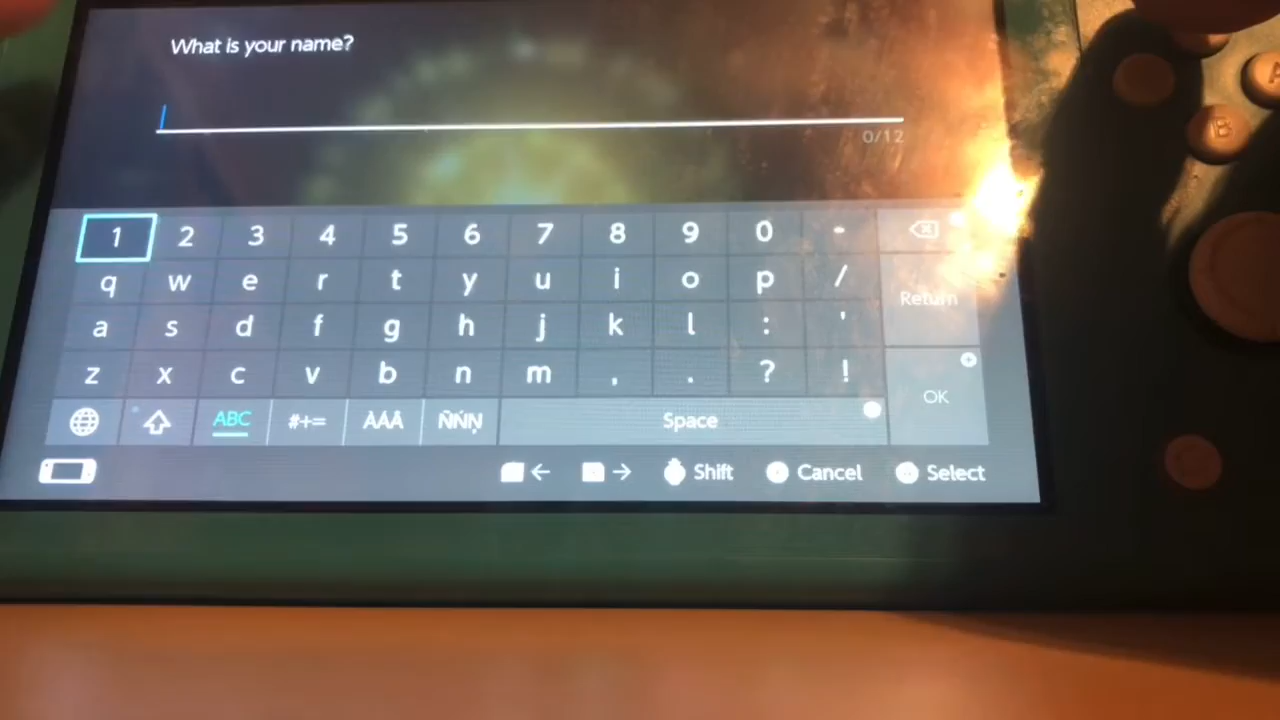 What is your name?
0/12
1 2 3 4 5 6 7 8 9 0 -
q w e r t y u i o p /
Return
a s d f g h j k l : '
z x c v b n m , . ? !
OK
ABC #+= ÀÁÂ ÑŃŅ Space
← → Shift Cancel Select
A
B